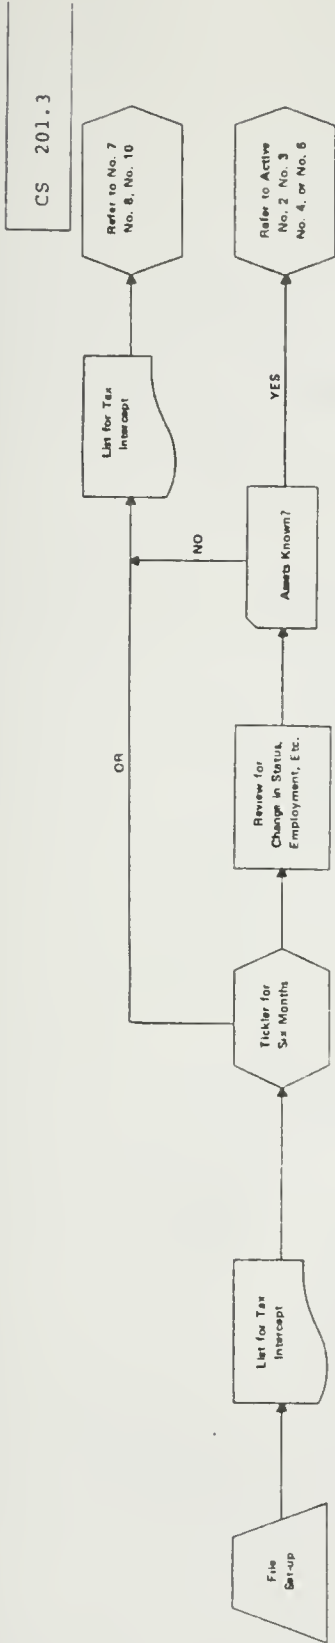 CS 201.3
File
Set-up
List for Tax
Intercept
Tickler for
Six Months
OR
Review for
Change in Status,
Employment, Etc.
Assets Known?
NO
YES
List for Tax
Intercept
Refer to No. 7
No. 8, No. 10
Refer to Active
No. 2 No. 3
No. 4, or No. 6